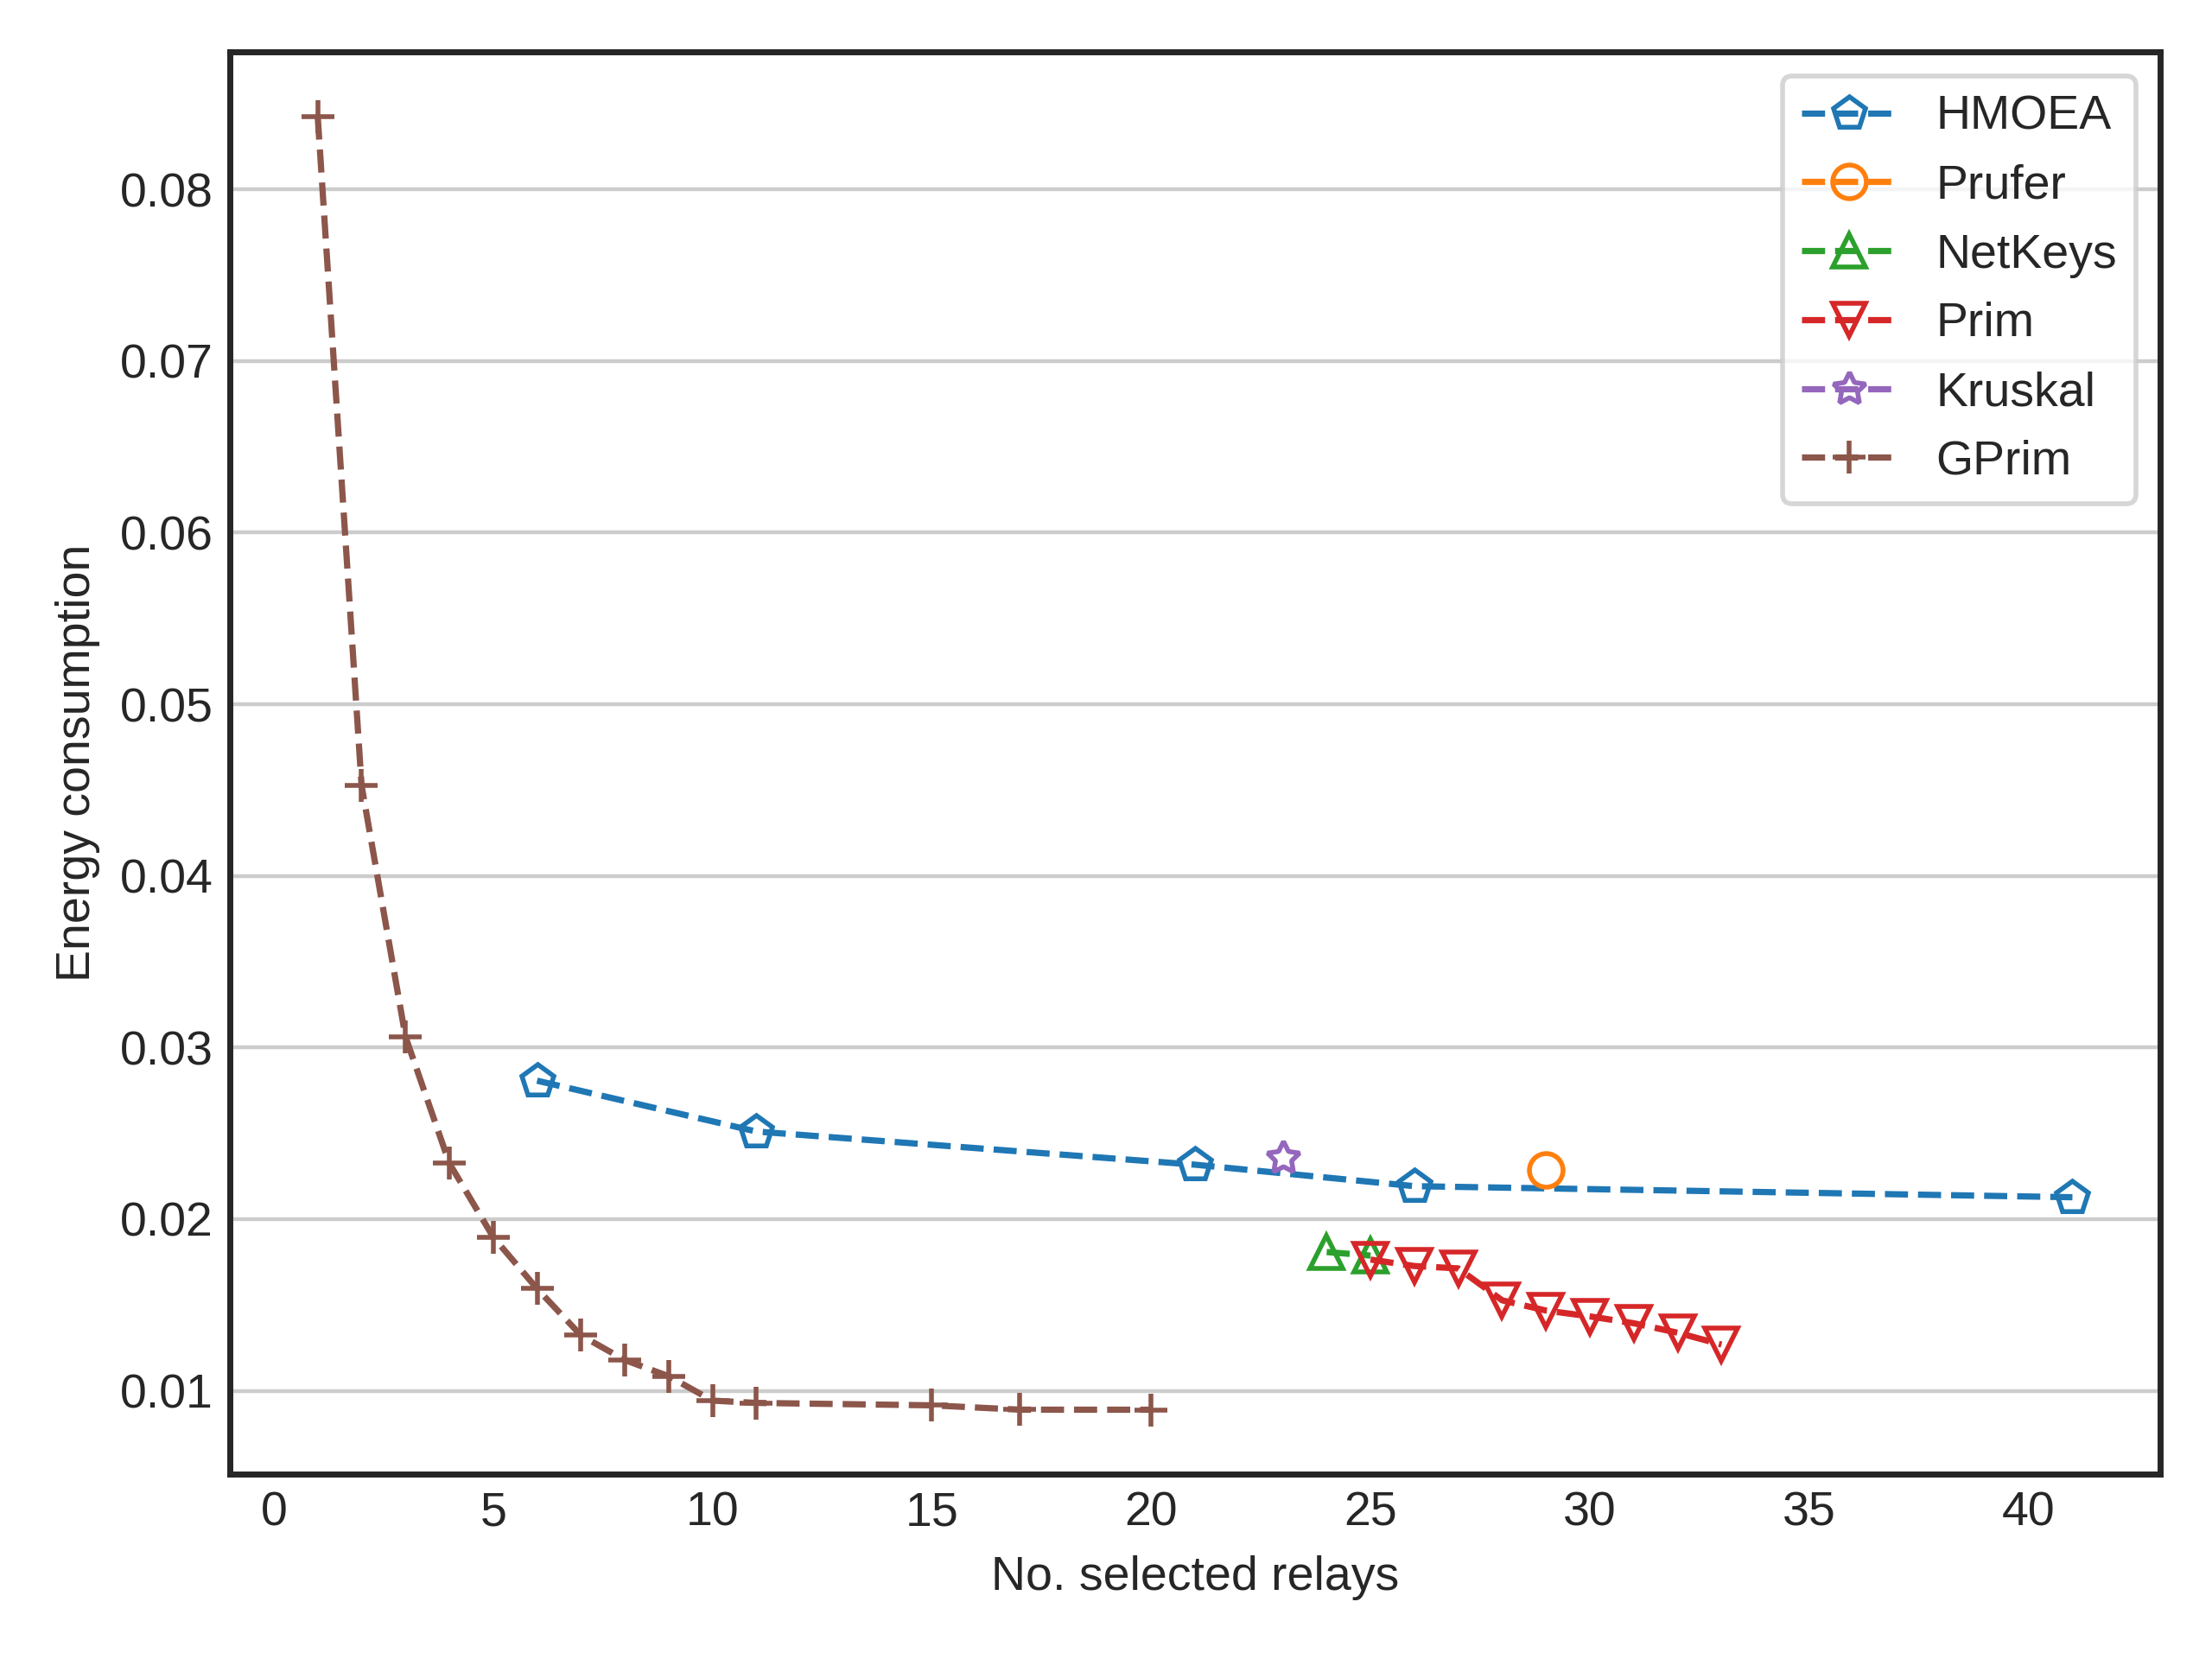 HMOEA
Prufer
NetKeys
Prim
Kruskal
GPrim
Energy consumption
0.08
0.07
0.06
0.05
0.04
0.03
0.02
0.01
0 5 10 15 20 25 30 35 40
No. selected relays